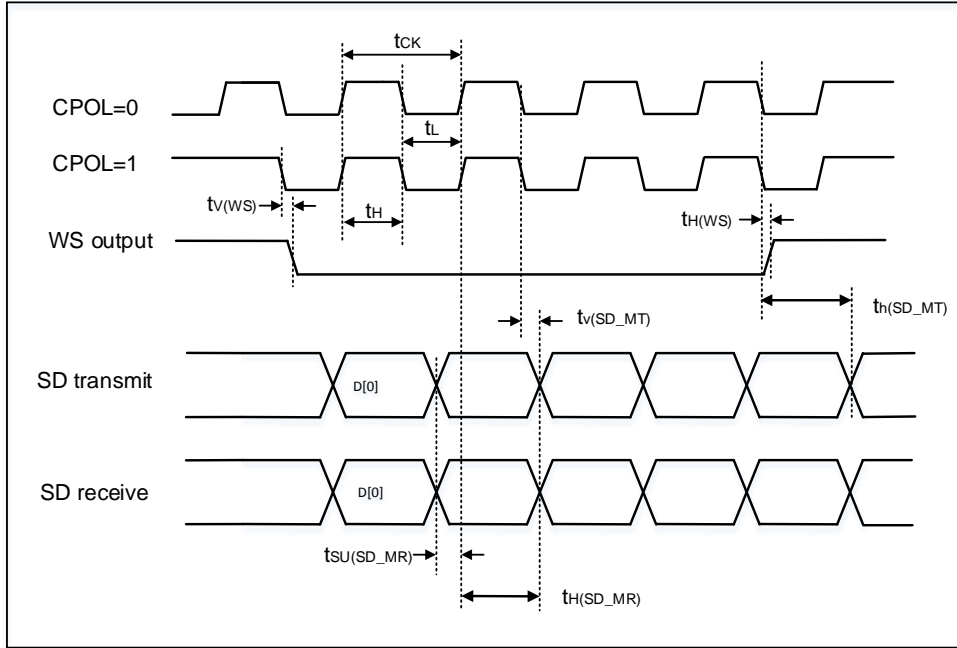 tCK
CPOL=0
tL
CPOL=1
tV(WS)
tH
tH(WS)
WS output
tv(SD_MT)
th(SD_MT)
SD transmit
D[0]
SD receive
D[0]
tSU(SD_MR)
tH(SD_MR)